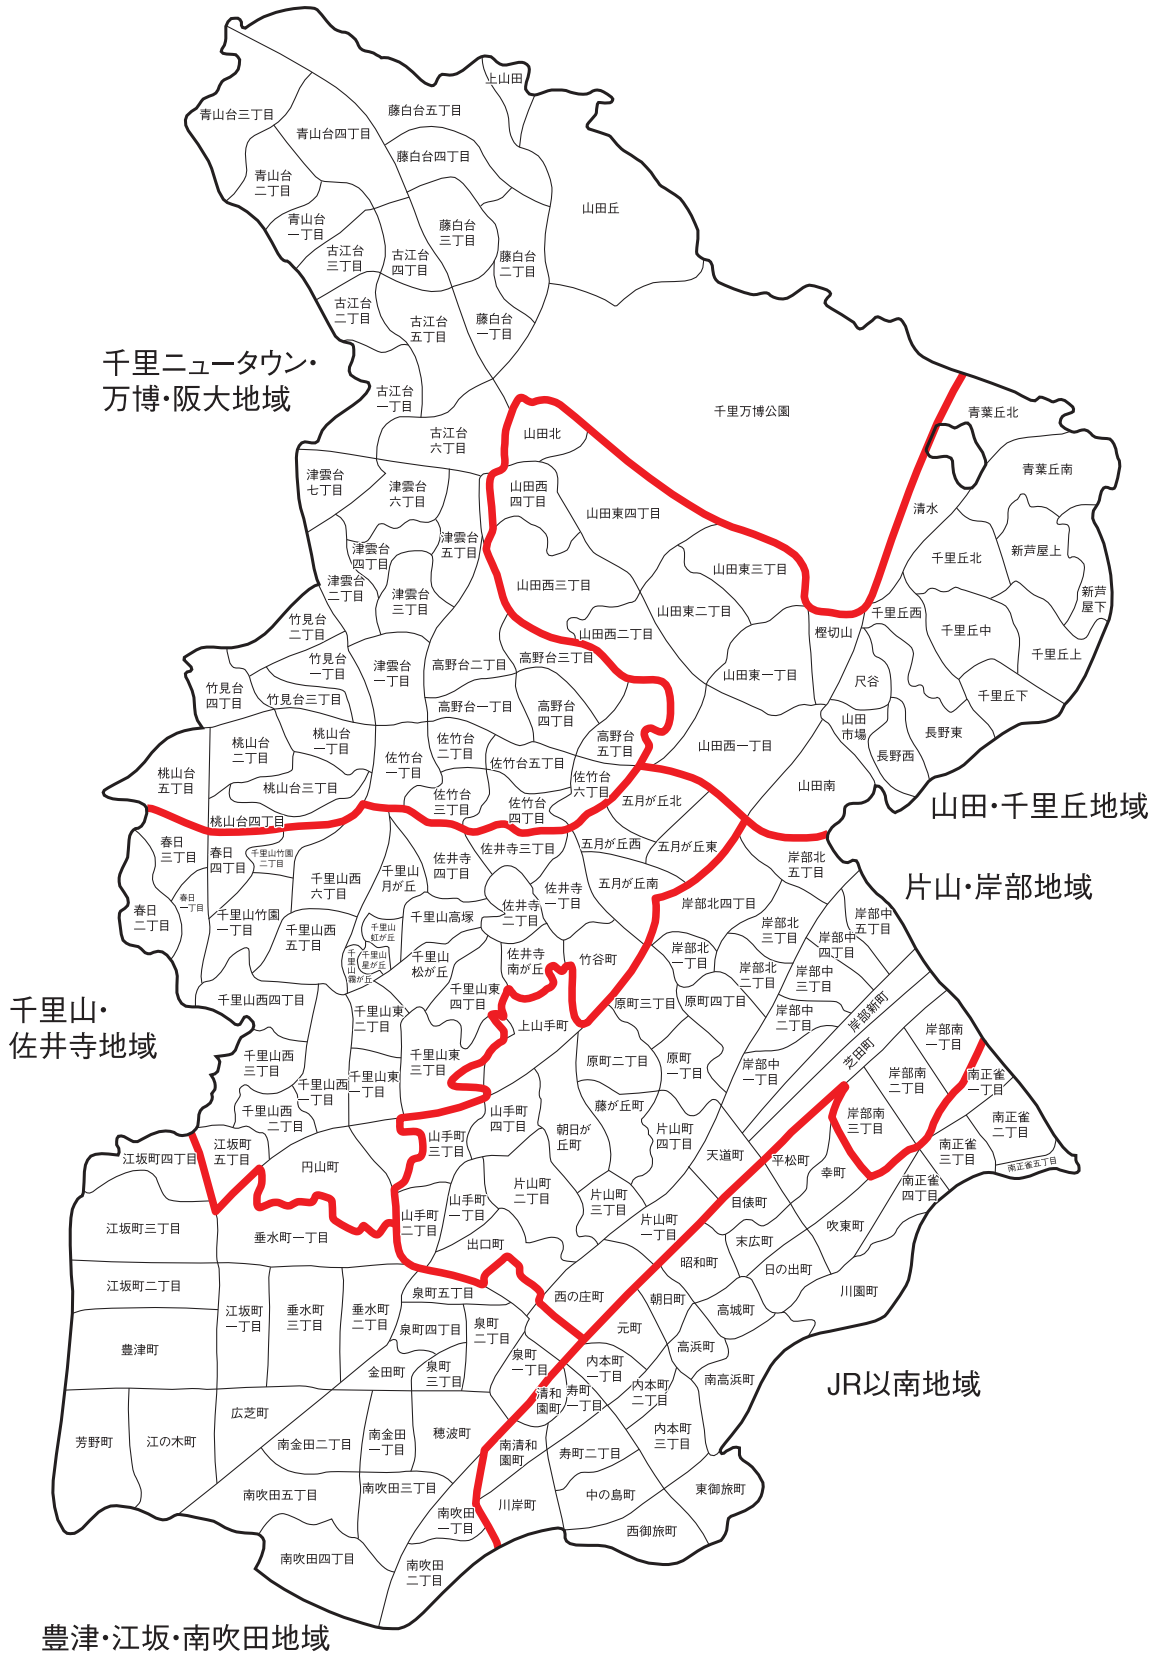 上山田
青山台三丁目
藤白台五丁目
青山台四丁目
藤白台四丁目
青山台
二丁目
山田丘
青山台
一丁目
藤白台
三丁目
古江台
三丁目
古江台
四丁目
藤白台
二丁目
古江台
二丁目
古江台
五丁目
藤白台
一丁目
千里ニュータウン・
万博・阪大地域
古江台
一丁目
千里万博公園
青葉丘北
古江台
六丁目
山田北
青葉丘南
津雲台
七丁目
津雲台
六丁目
山田西
四丁目
山田東四丁目
清水
津雲台
五丁目
津雲台
四丁目
千里丘北
新芦屋上
山田東三丁目
津雲台
二丁目
津雲台
三丁目
山田西三丁目
新芦
屋下
山田東二丁目
千里丘西
竹見台
二丁目
山田西二丁目
樫切山
千里丘中
千里丘上
竹見台
一丁目
津雲台
一丁目
高野台二丁目
高野台三丁目
山田東一丁目
尺谷
竹見台
四丁目
竹見台三丁目
千里丘下
高野台一丁目
高野台
四丁目
山田
市場
長野東
桃山台
一丁目
桃山台
二丁目
佐竹台
二丁目
高野台
五丁目
山田西一丁目
長野西
佐竹台
一丁目
佐竹台五丁目
桃山台
五丁目
桃山台三丁目
佐竹台
六丁目
山田南
佐竹台
三丁目
佐竹台
四丁目
五月が丘北
山田・千里丘地域
桃山台四丁目
春日
三丁目
春日
四丁目
千里山竹園
二丁目
佐井寺三丁目
五月が丘西
五月が丘東
佐井寺
四丁目
岸部北
五丁目
千里山西
六丁目
千里山
月が丘
五月が丘南
片山・岸部地域
春日
一丁目
佐井寺
一丁目
岸部北四丁目
春日
二丁目
千里山竹園
一丁目
千里山高塚
佐井寺
二丁目
岸部中
五丁目
千里山西
五丁目
千里山
虹が丘
岸部北
三丁目
岸部中
四丁目
千里山
星が丘
千里山
霧が丘
千里山
松が丘
佐井寺
南が丘
竹谷町
岸部北
一丁目
岸部北
二丁目
岸部中
三丁目
千里山西四丁目
千里山東
四丁目
原町三丁目
原町四丁目
千里山・
佐井寺地域
千里山東
二丁目
上山手町
岸部中
二丁目
岸部新町
岸部南
一丁目
芝田町
千里山西
三丁目
千里山東
三丁目
原町二丁目
原町
一丁目
岸部中
一丁目
岸部南
二丁目
南正雀
一丁目
千里山西
一丁目
千里山東
一丁目
千里山西
二丁目
山手町
四丁目
藤が丘町
岸部南
三丁目
南正雀
二丁目
江坂町
五丁目
山手町
三丁目
朝日が
丘町
片山町
四丁目
南正雀
三丁目
江坂町四丁目
円山町
天道町
平松町
幸町
南正雀五丁目
南正雀
四丁目
片山町
二丁目
山手町
一丁目
片山町
三丁目
目俵町
江坂町三丁目
垂水町一丁目
山手町
二丁目
片山町
一丁目
吹東町
出口町
末広町
昭和町
日の出町
江坂町二丁目
泉町五丁目
西の庄町
朝日町
川園町
江坂町
一丁目
垂水町
三丁目
垂水町
二丁目
高城町
泉町四丁目
泉町
二丁目
元町
豊津町
高浜町
金田町
泉町
三丁目
泉町
一丁目
内本町
一丁目
南高浜町
JR以南地域
内本町
二丁目
清和
園町
寿町
一丁目
広芝町
芳野町
江の木町
南金田二丁目
南金田
一丁目
穂波町
内本町
三丁目
南清和
園町
寿町二丁目
南吹田五丁目
南吹田三丁目
東御旅町
川岸町
中の島町
南吹田
一丁目
西御旅町
南吹田四丁目
南吹田
二丁目
豊津・江坂・南吹田地域